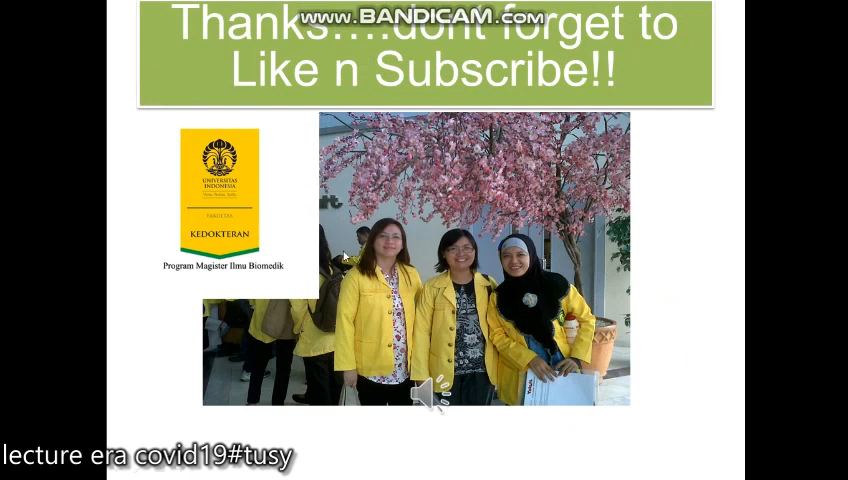 www.BANDICAM.com
Thanks….dont forget to
Like n Subscribe!!
UNIVERSITAS
INDONESIA
FAKULTAS
KEDOKTERAN
Program Magister Ilmu Biomedik
lecture era covid19#tusy